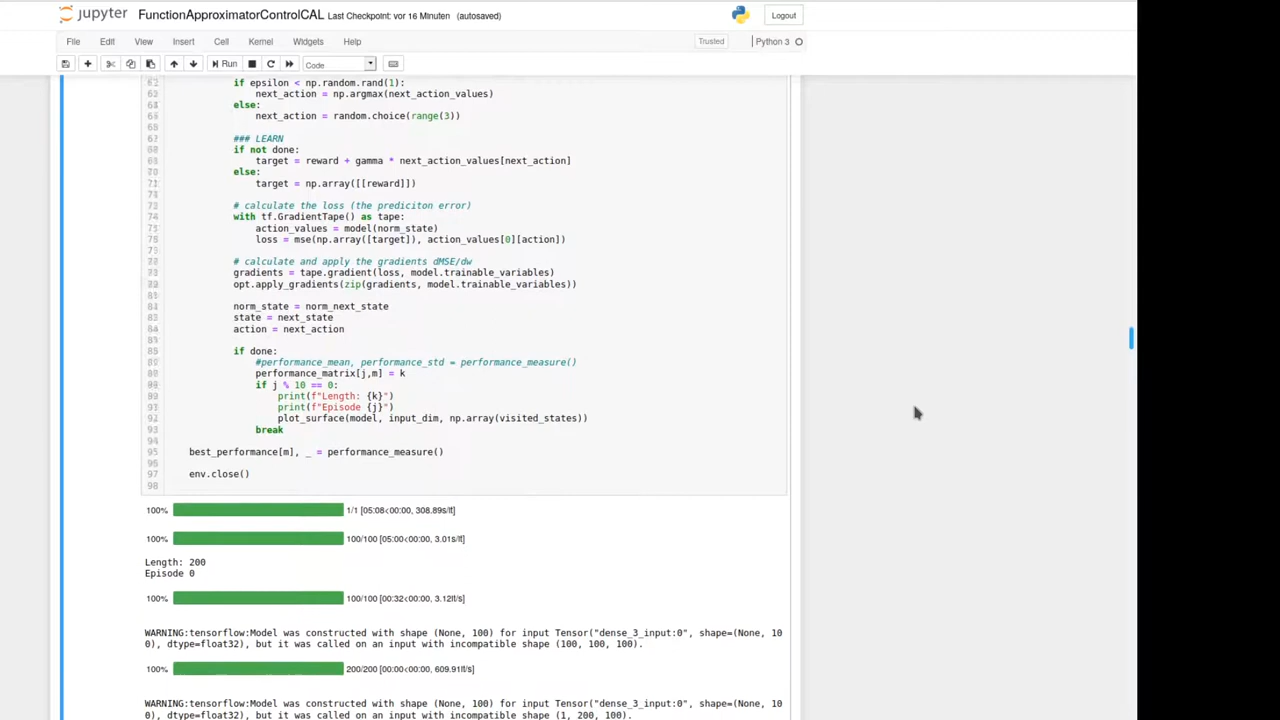 jupyter FunctionApproximatorControlCAL Last Checkpoint: vor 16 Minuten (autosaved) Logout
File Edit View Insert Cell Kernel Widgets Help Trusted Python 3
Run Code
if epsilon < np.random.rand(1):
next_action = np.argmax(next_action_values)
else:
next_action = random.choice(range(3))
### LEARN
if not done:
target = reward + gamma * next_action_values[next_action]
else:
target = np.array([[reward]])
# calculate the loss (the prediciton error)
with tf.GradientTape() as tape:
action_values = model(norm_state)
loss = mse(np.array([target]), action_values[0][action])
# calculate and apply the gradients dMSE/dw
gradients = tape.gradient(loss, model.trainable_variables)
opt.apply_gradients(zip(gradients, model.trainable_variables))
norm_state = norm_next_state
state = next_state
action = next_action
if done:
#performance_mean, performance_std = performance_measure()
performance_matrix[j,m] = k
if j % 10 == 0:
print(f"Length: {k}")
print(f"Episode {j}")
plot_surface(model, input_dim, np.array(visited_states))
93 break
94
95 best_performance[m], _ = performance_measure()
96
97 env.close()
98
100% 1/1 [05:08<00:00, 308.89s/it]
100% 100/100 [05:00<00:00, 3.01s/it]
Length: 200
Episode 0
100% 100/100 [00:32<00:00, 3.12it/s]
WARNING:tensorflow:Model was constructed with shape (None, 100) for input Tensor("dense_3_input:0", shape=(None, 10
0), dtype=float32), but it was called on an input with incompatible shape (100, 100, 100).
100% 200/200 [00:00<00:00, 609.91it/s]
WARNING:tensorflow:Model was constructed with shape (None, 100) for input Tensor("dense_3_input:0", shape=(None, 10
0), dtype=float32), but it was called on an input with incompatible shape (1, 200, 100).